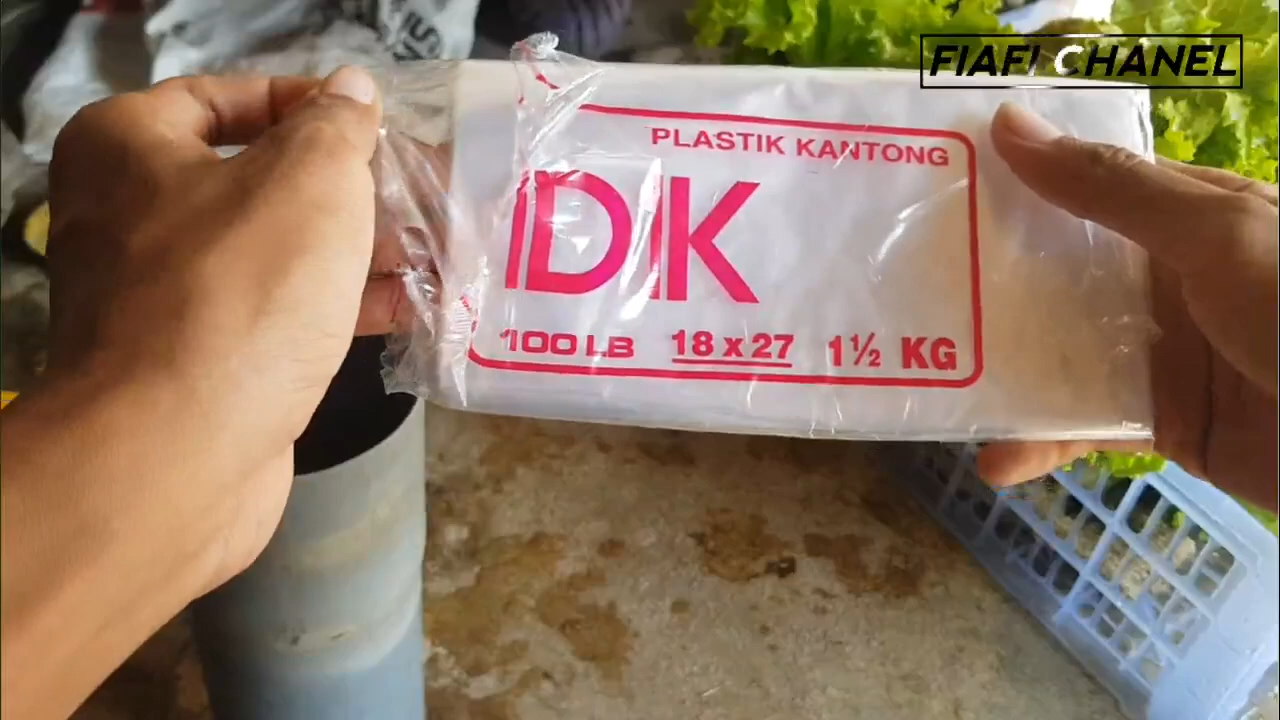 FIAFI CHANEL
PLASTIK KANTONG
DK
100 LB 18 x 27 1½ KG